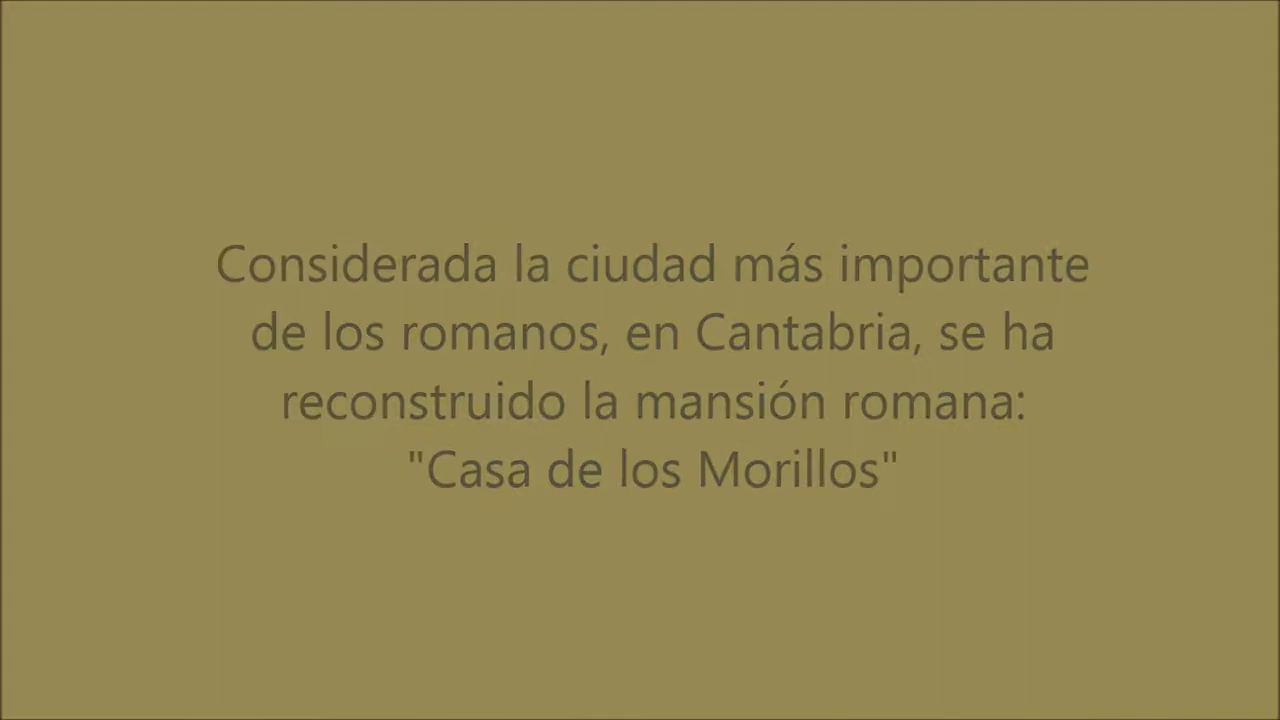 Considerada la ciudad más importante
de los romanos, en Cantabria, se ha
reconstruido la mansión romana:
"Casa de los Morillos"